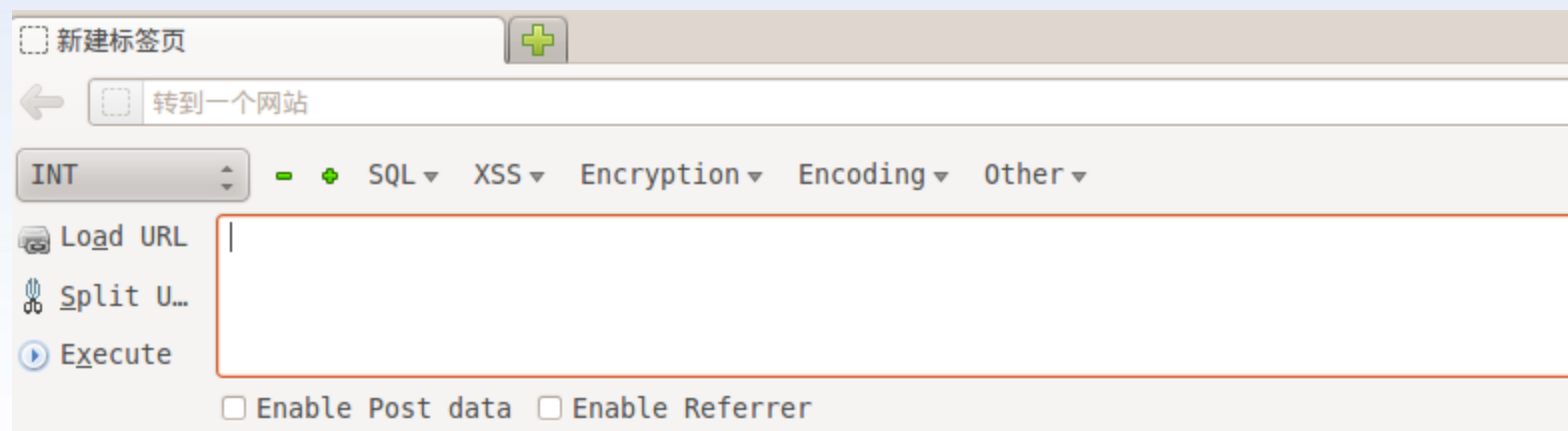 新建标签页
转到一个网站
INT SQL XSS Encryption Encoding Other
Load URL
Split U…
Execute
Enable Post data Enable Referrer